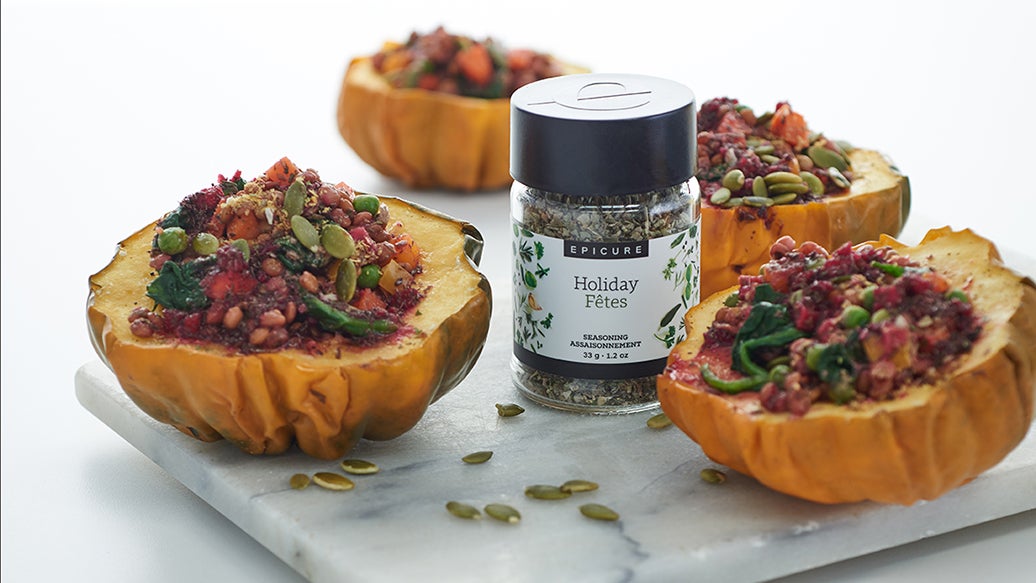 EPICURE
Holiday
Fêtes
SEASONING
ASSAISONNEMENT
33 g · 1.2 oz